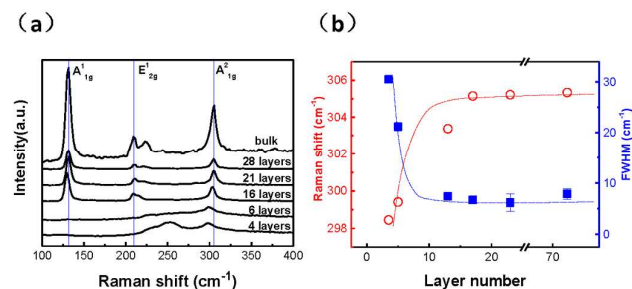 (a)
A¹₁g
E¹₂g
A²₁g
Intensity(a.u.)
bulk
28 layers
21 layers
16 layers
6 layers
4 layers
100 150 200 250 300 350 400
Raman shift (cm⁻¹)
(b)
Raman shift (cm⁻¹)
306
304
302
300
298
FWHM (cm⁻¹)
30
20
10
0
0 10 20 70
Layer number